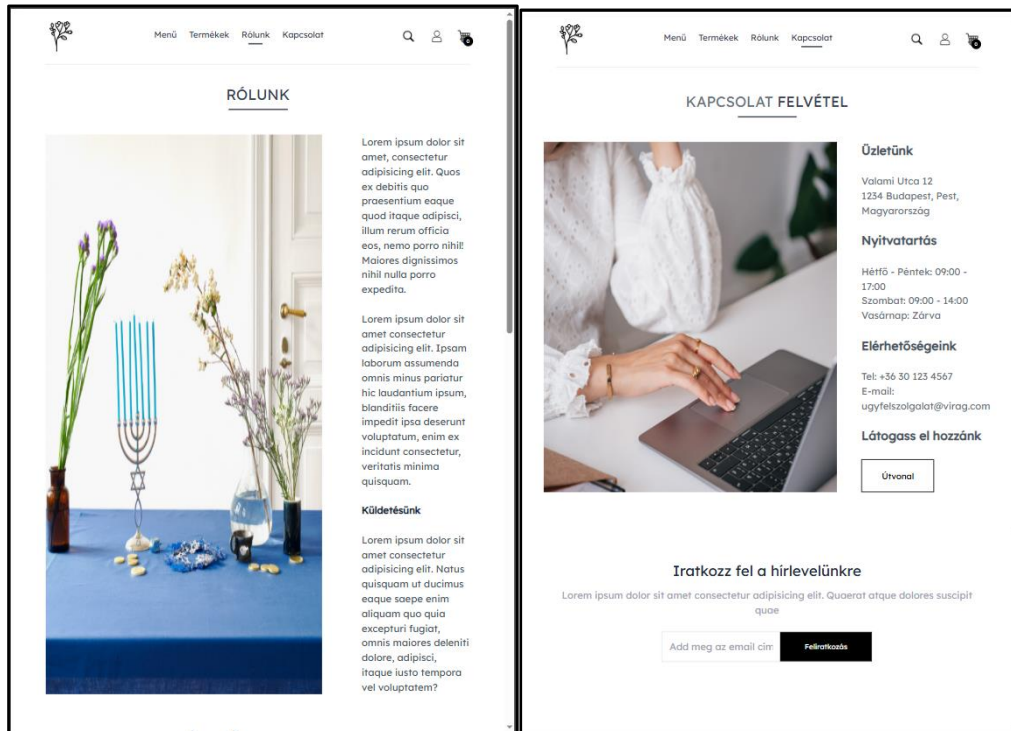 Menü Termékek Rólunk Kapcsolat
0
RÓLUNK
Lorem ipsum dolor sit
amet, consectetur
adipisicing elit. Quos
ex debitis quo
praesentium eaque
quod itaque adipisci,
illum rerum officia
eos, nemo porro nihil!
Maiores dignissimos
nihil nulla porro
expedita.
Lorem ipsum dolor sit
amet consectetur
adipisicing elit. Ipsam
laborum assumenda
omnis minus pariatur
hic laudantium ipsum,
blanditiis facere
impedit ipsa deserunt
voluptatum, enim ex
incidunt consectetur,
veritatis minima
quisquam.
Küldetésünk
Lorem ipsum dolor sit
amet consectetur
adipisicing elit. Natus
quisquam ut ducimus
eaque saepe enim
aliquam quo quia
excepturi fugiat,
omnis maiores deleniti
dolore, adipisci,
itaque iusto tempora
vel voluptatem?
Menü Termékek Rólunk Kapcsolat
0
KAPCSOLAT FELVÉTEL
Üzletünk
Valami Utca 12
1234 Budapest, Pest,
Magyarország
Nyitvatartás
Hétfő - Péntek: 09:00 -
17:00
Szombat: 09:00 - 14:00
Vasárnap: Zárva
Elérhetőségeink
Tel: +36 30 123 4567
E-mail:
ugyfelszolgalat@virag.com
Látogass el hozzánk
Útvonal
Iratkozz fel a hírlevelünkre
Lorem ipsum dolor sit amet consectetur adipisicing elit. Quaerat atque dolores suscipit
quae
Add meg az email cím Feliratkozás